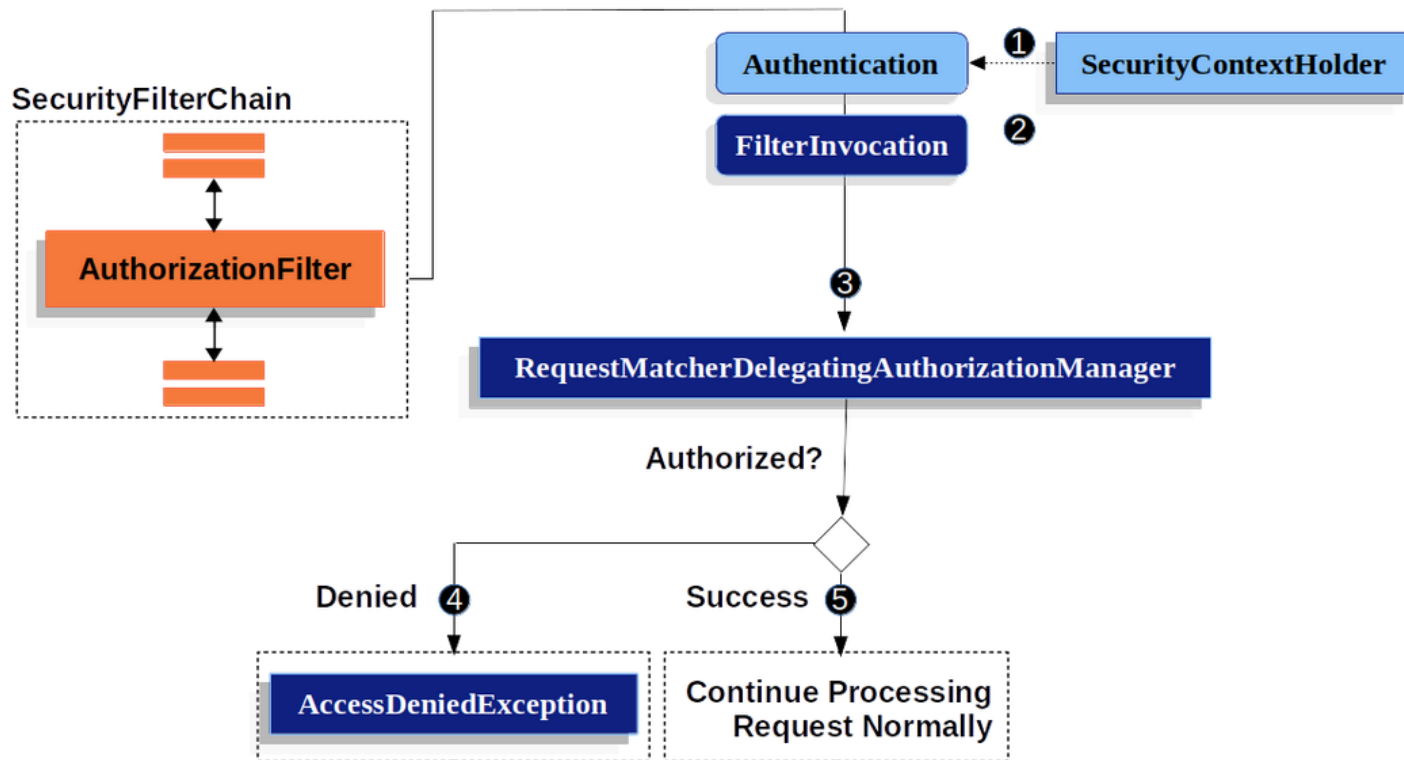 Authentication
1
SecurityContextHolder
SecurityFilterChain
FilterInvocation
2
AuthorizationFilter
3
RequestMatcherDelegatingAuthorizationManager
Authorized?
Denied
4
Success
5
AccessDeniedException
Continue Processing
Request Normally